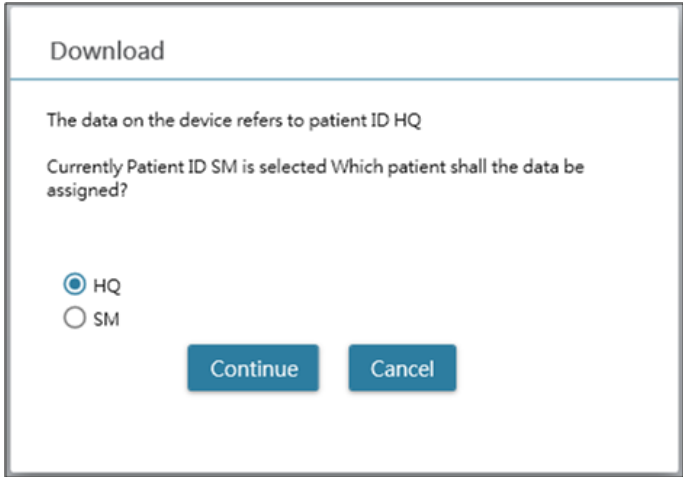 Download
The data on the device refers to patient ID HQ
Currently Patient ID SM is selected Which patient shall the data be
assigned?
HQ
SM
Continue Cancel